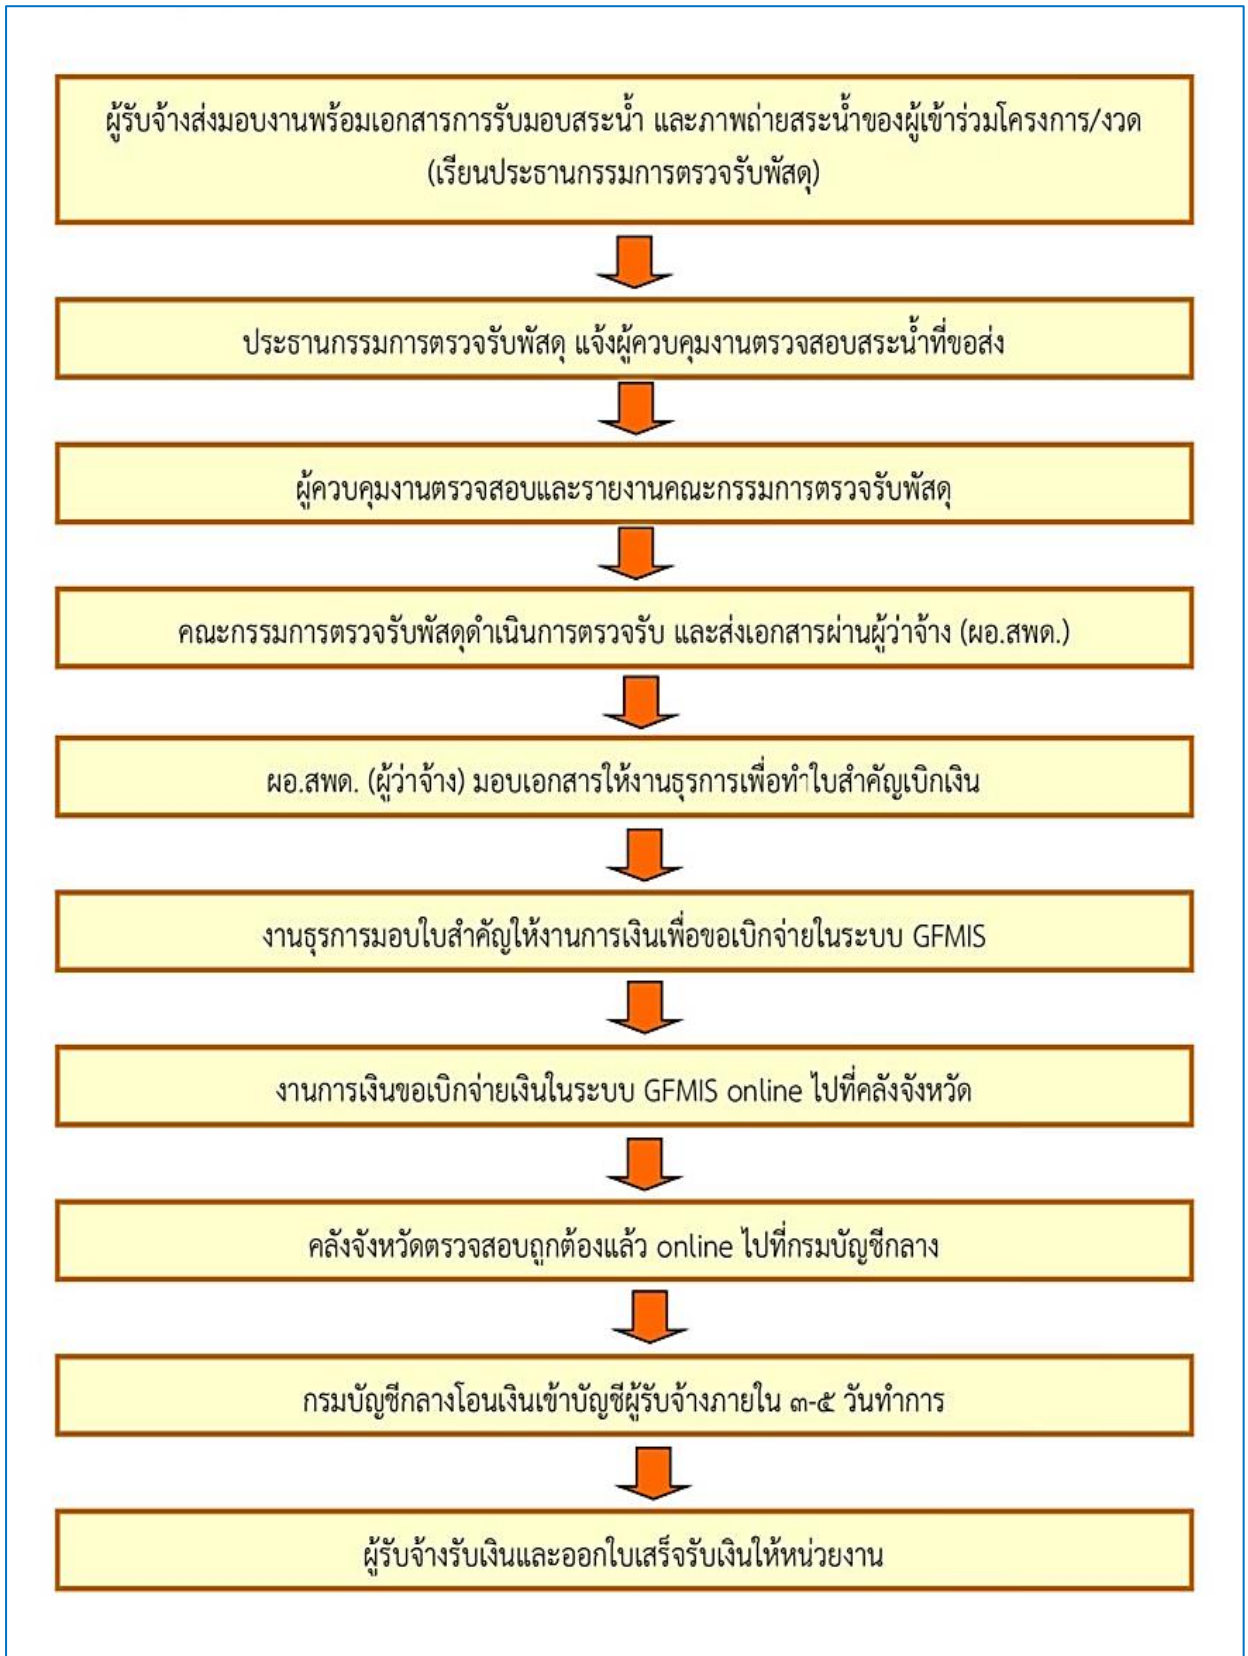 ผู้รับจ้างส่งมอบงานพร้อมเอกสารการรับมอบสระน้ำ และภาพถ่ายสระน้ำของผู้เข้าร่วมโครงการ/งวด
(เรียนประธานกรรมการตรวจรับพัสดุ)
ประธานกรรมการตรวจรับพัสดุ แจ้งผู้ควบคุมงานตรวจสอบสระน้ำที่ขอส่ง
ผู้ควบคุมงานตรวจสอบและรายงานคณะกรรมการตรวจรับพัสดุ
คณะกรรมการตรวจรับพัสดุดำเนินการตรวจรับ และส่งเอกสารผ่านผู้ว่าจ้าง (ผอ.สพด.)
ผอ.สพด. (ผู้ว่าจ้าง) มอบเอกสารให้งานธุรการเพื่อทำใบสำคัญเบิกเงิน
งานธุรการมอบใบสำคัญให้งานการเงินเพื่อขอเบิกจ่ายในระบบ GFMIS
งานการเงินขอเบิกจ่ายเงินในระบบ GFMIS online ไปที่คลังจังหวัด
คลังจังหวัดตรวจสอบถูกต้องแล้ว online ไปที่กรมบัญชีกลาง
กรมบัญชีกลางโอนเงินเข้าบัญชีผู้รับจ้างภายใน ๓-๕ วันทำการ
ผู้รับจ้างรับเงินและออกใบเสร็จรับเงินให้หน่วยงาน